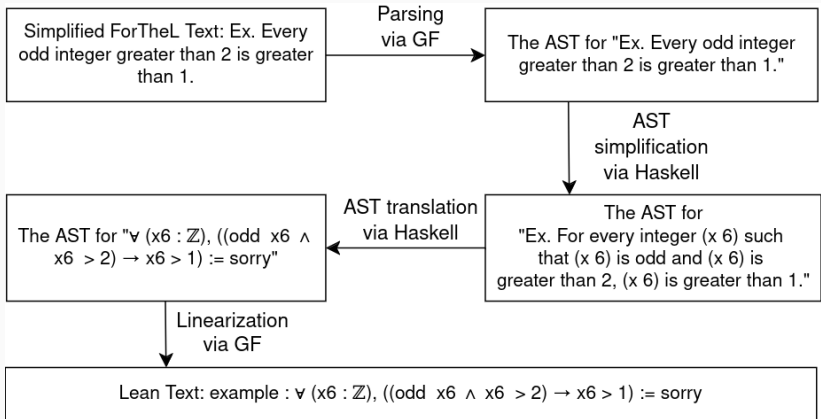 Simplified ForTheL Text: Ex. Every
odd integer greater than 2 is greater
than 1.
Parsing
via GF
The AST for "Ex. Every odd integer
greater than 2 is greater than 1."
AST
simplification
via Haskell
The AST for
"Ex. For every integer (x 6) such
that (x 6) is odd and (x 6) is
greater than 2, (x 6) is greater than 1."
AST translation
via Haskell
The AST for "∀ (x6 : ℤ), ((odd x6 ∧
x6 > 2) → x6 > 1) := sorry"
Linearization
via GF
Lean Text: example : ∀ (x6 : ℤ), ((odd x6 ∧ x6 > 2) → x6 > 1) := sorry